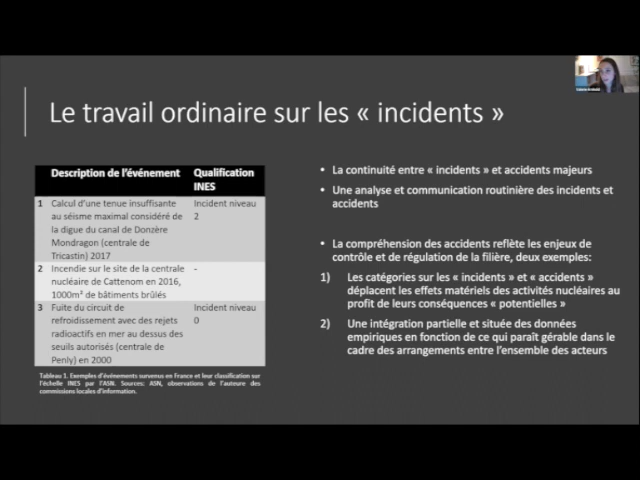 Le travail ordinaire sur les « incidents »
Description de l'événement
Qualification
INES
1 Calcul d'une tenue insuffisante
au séisme maximal considéré de
la digue du canal de Donzère
Mondragon (centrale de
Tricastin) 2017
Incident niveau
2
2 Incendie sur le site de la centrale
nucléaire de Cattenom en 2016,
1000m² de bâtiments brûlés
-
3 Fuite du circuit de
refroidissement avec des rejets
radioactifs en mer au dessus des
seuils autorisés (centrale de
Penly) en 2000
Incident niveau
0
Tableau 1. Exemples d'événements survenus en France et leur classification sur
l'échelle INES par l'ASN. Sources: ASN, observations de l'auteure des
commissions locales d'information.
• La continuité entre « incidents » et accidents majeurs
• Une analyse et communication routinière des incidents et
accidents
• La compréhension des accidents reflète les enjeux de
contrôle et de régulation de la filière, deux exemples:
1) Les catégories sur les « incidents » et « accidents »
déplacent les effets matériels des activités nucléaires au
profit de leurs conséquences « potentielles »
2) Une intégration partielle et située des données
empiriques en fonction de ce qui paraît gérable dans le
cadre des arrangements entre l'ensemble des acteurs